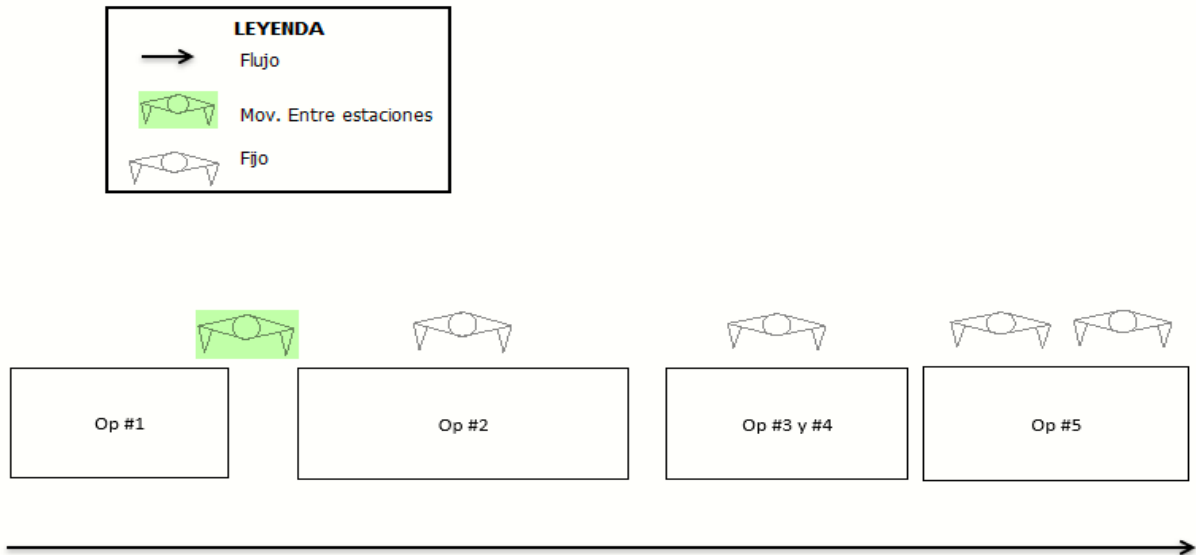 LEYENDA
Flujo
Mov. Entre estaciones
Fijo
Op #1
Op #2
Op #3 y #4
Op #5